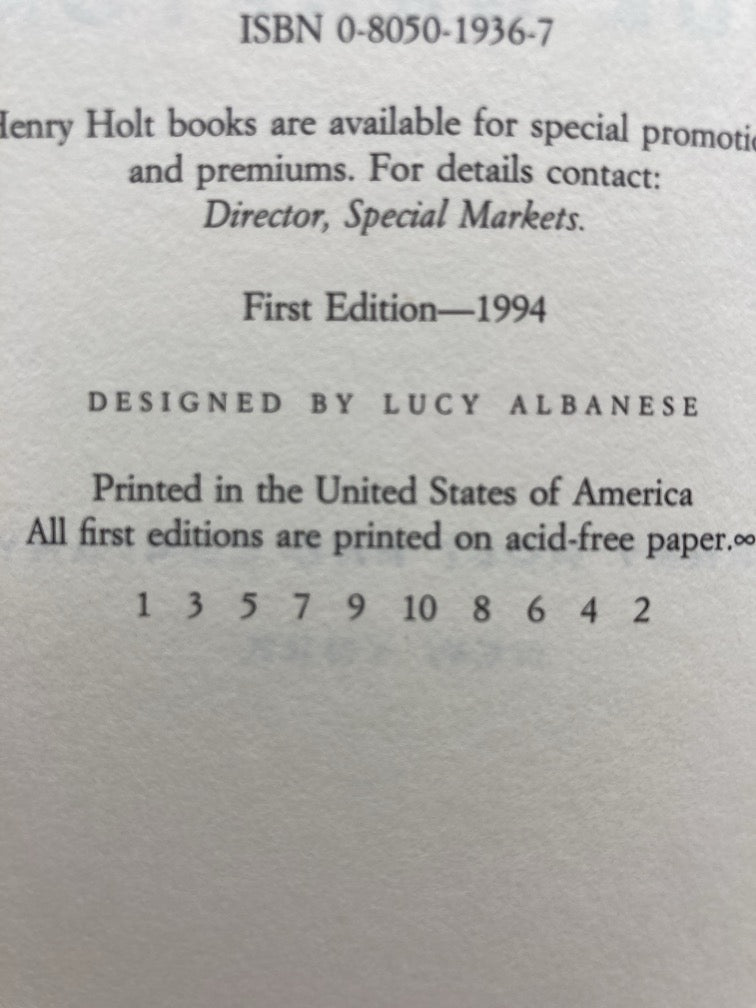 ISBN 0-8050-1936-7
Henry Holt books are available for special promotio
and premiums. For details contact:
Director, Special Markets.
First Edition—1994
DESIGNED BY LUCY ALBANESE
Printed in the United States of America
All first editions are printed on acid-free paper.∞
1 3 5 7 9 10 8 6 4 2